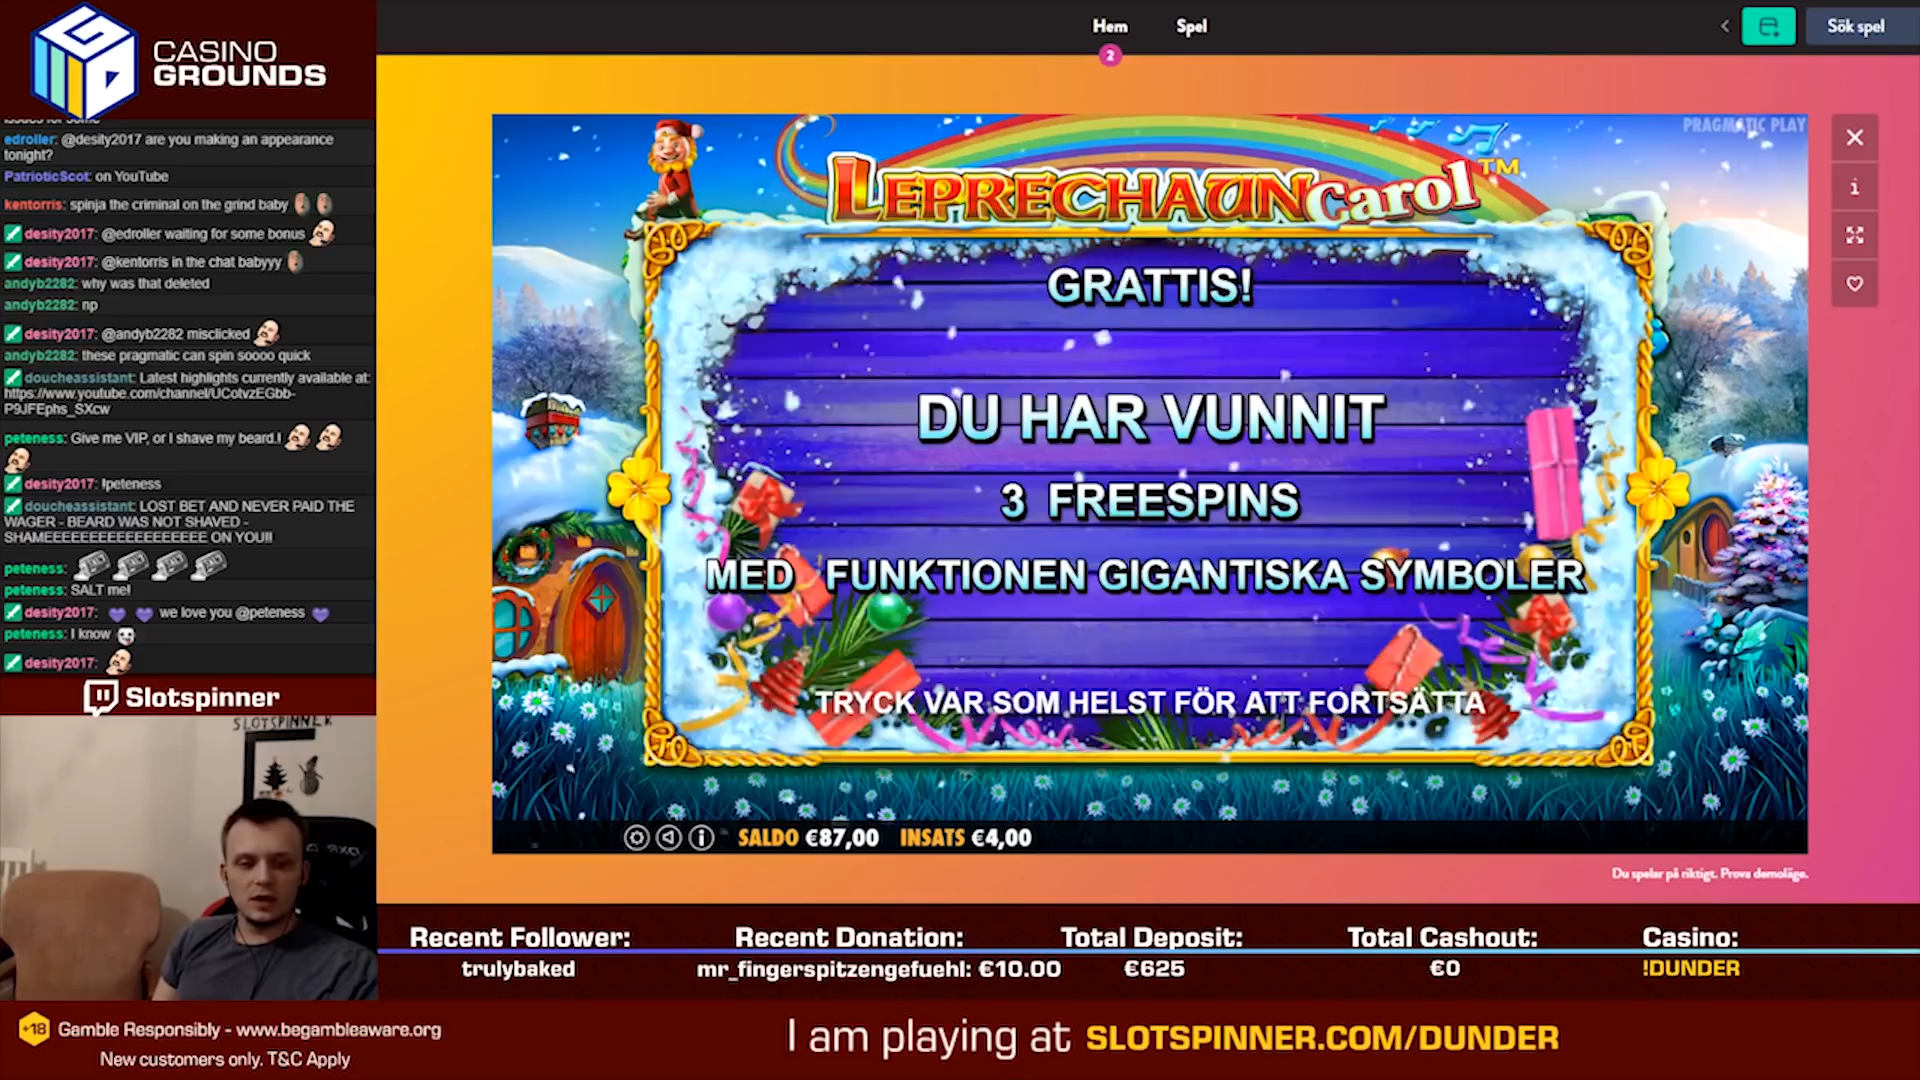 CASINO
GROUNDS
Hem
Spel
2
Sök spel
issues for some
edroller: @desity2017 are you making an appearance
tonight?
PatrioticScot: on YouTube
kentorris: spinja the criminal on the grind baby
desity2017: @edroller waiting for some bonus
desity2017: @kentorris in the chat babyyy
andyb2282: why was that deleted
andyb2282: np
desity2017: @andyb2282 misclicked
andyb2282: these pragmatic can spin soooo quick
doucheassistant: Latest highlights currently available at:
https://www.youtube.com/channel/UCotvzEGbb-
P9JFEphs_SXcw
peteness: Give me VIP, or I shave my beard.!
desity2017: !peteness
doucheassistant: LOST BET AND NEVER PAID THE
WAGER - BEARD WAS NOT SHAVED -
SHAMEEEEEEEEEEEEEEEEEE ON YOU!!!
peteness:
peteness: SALT me!
desity2017: we love you @peteness
peteness: I know
desity2017:
Slotspinner
SLOTSPINNER
PRAGMATIC PLAY
LEPRECHAUN Carol™
GRATTIS!
DU HAR VUNNIT
3 FREESPINS
MED FUNKTIONEN GIGANTISKA SYMBOLER
TRYCK VAR SOM HELST FÖR ATT FORTSÄTTA
SALDO €87,00 INSATS €4,00
Du spelar på riktigt. Prova demoläge.
Recent Follower:
trulybaked
Recent Donation:
mr_fingerspitzengefuehl: €10.00
Total Deposit:
€625
Total Cashout:
€0
Casino:
!DUNDER
+18 Gamble Responsibly - www.begambleaware.org
New customers only. T&C Apply
I am playing at SLOTSPINNER.COM/DUNDER